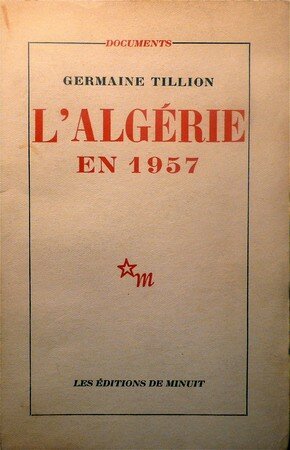 DOCUMENTS
GERMAINE TILLION
L'ALGÉRIE
EN 1957
m
LES ÉDITIONS DE MINUIT